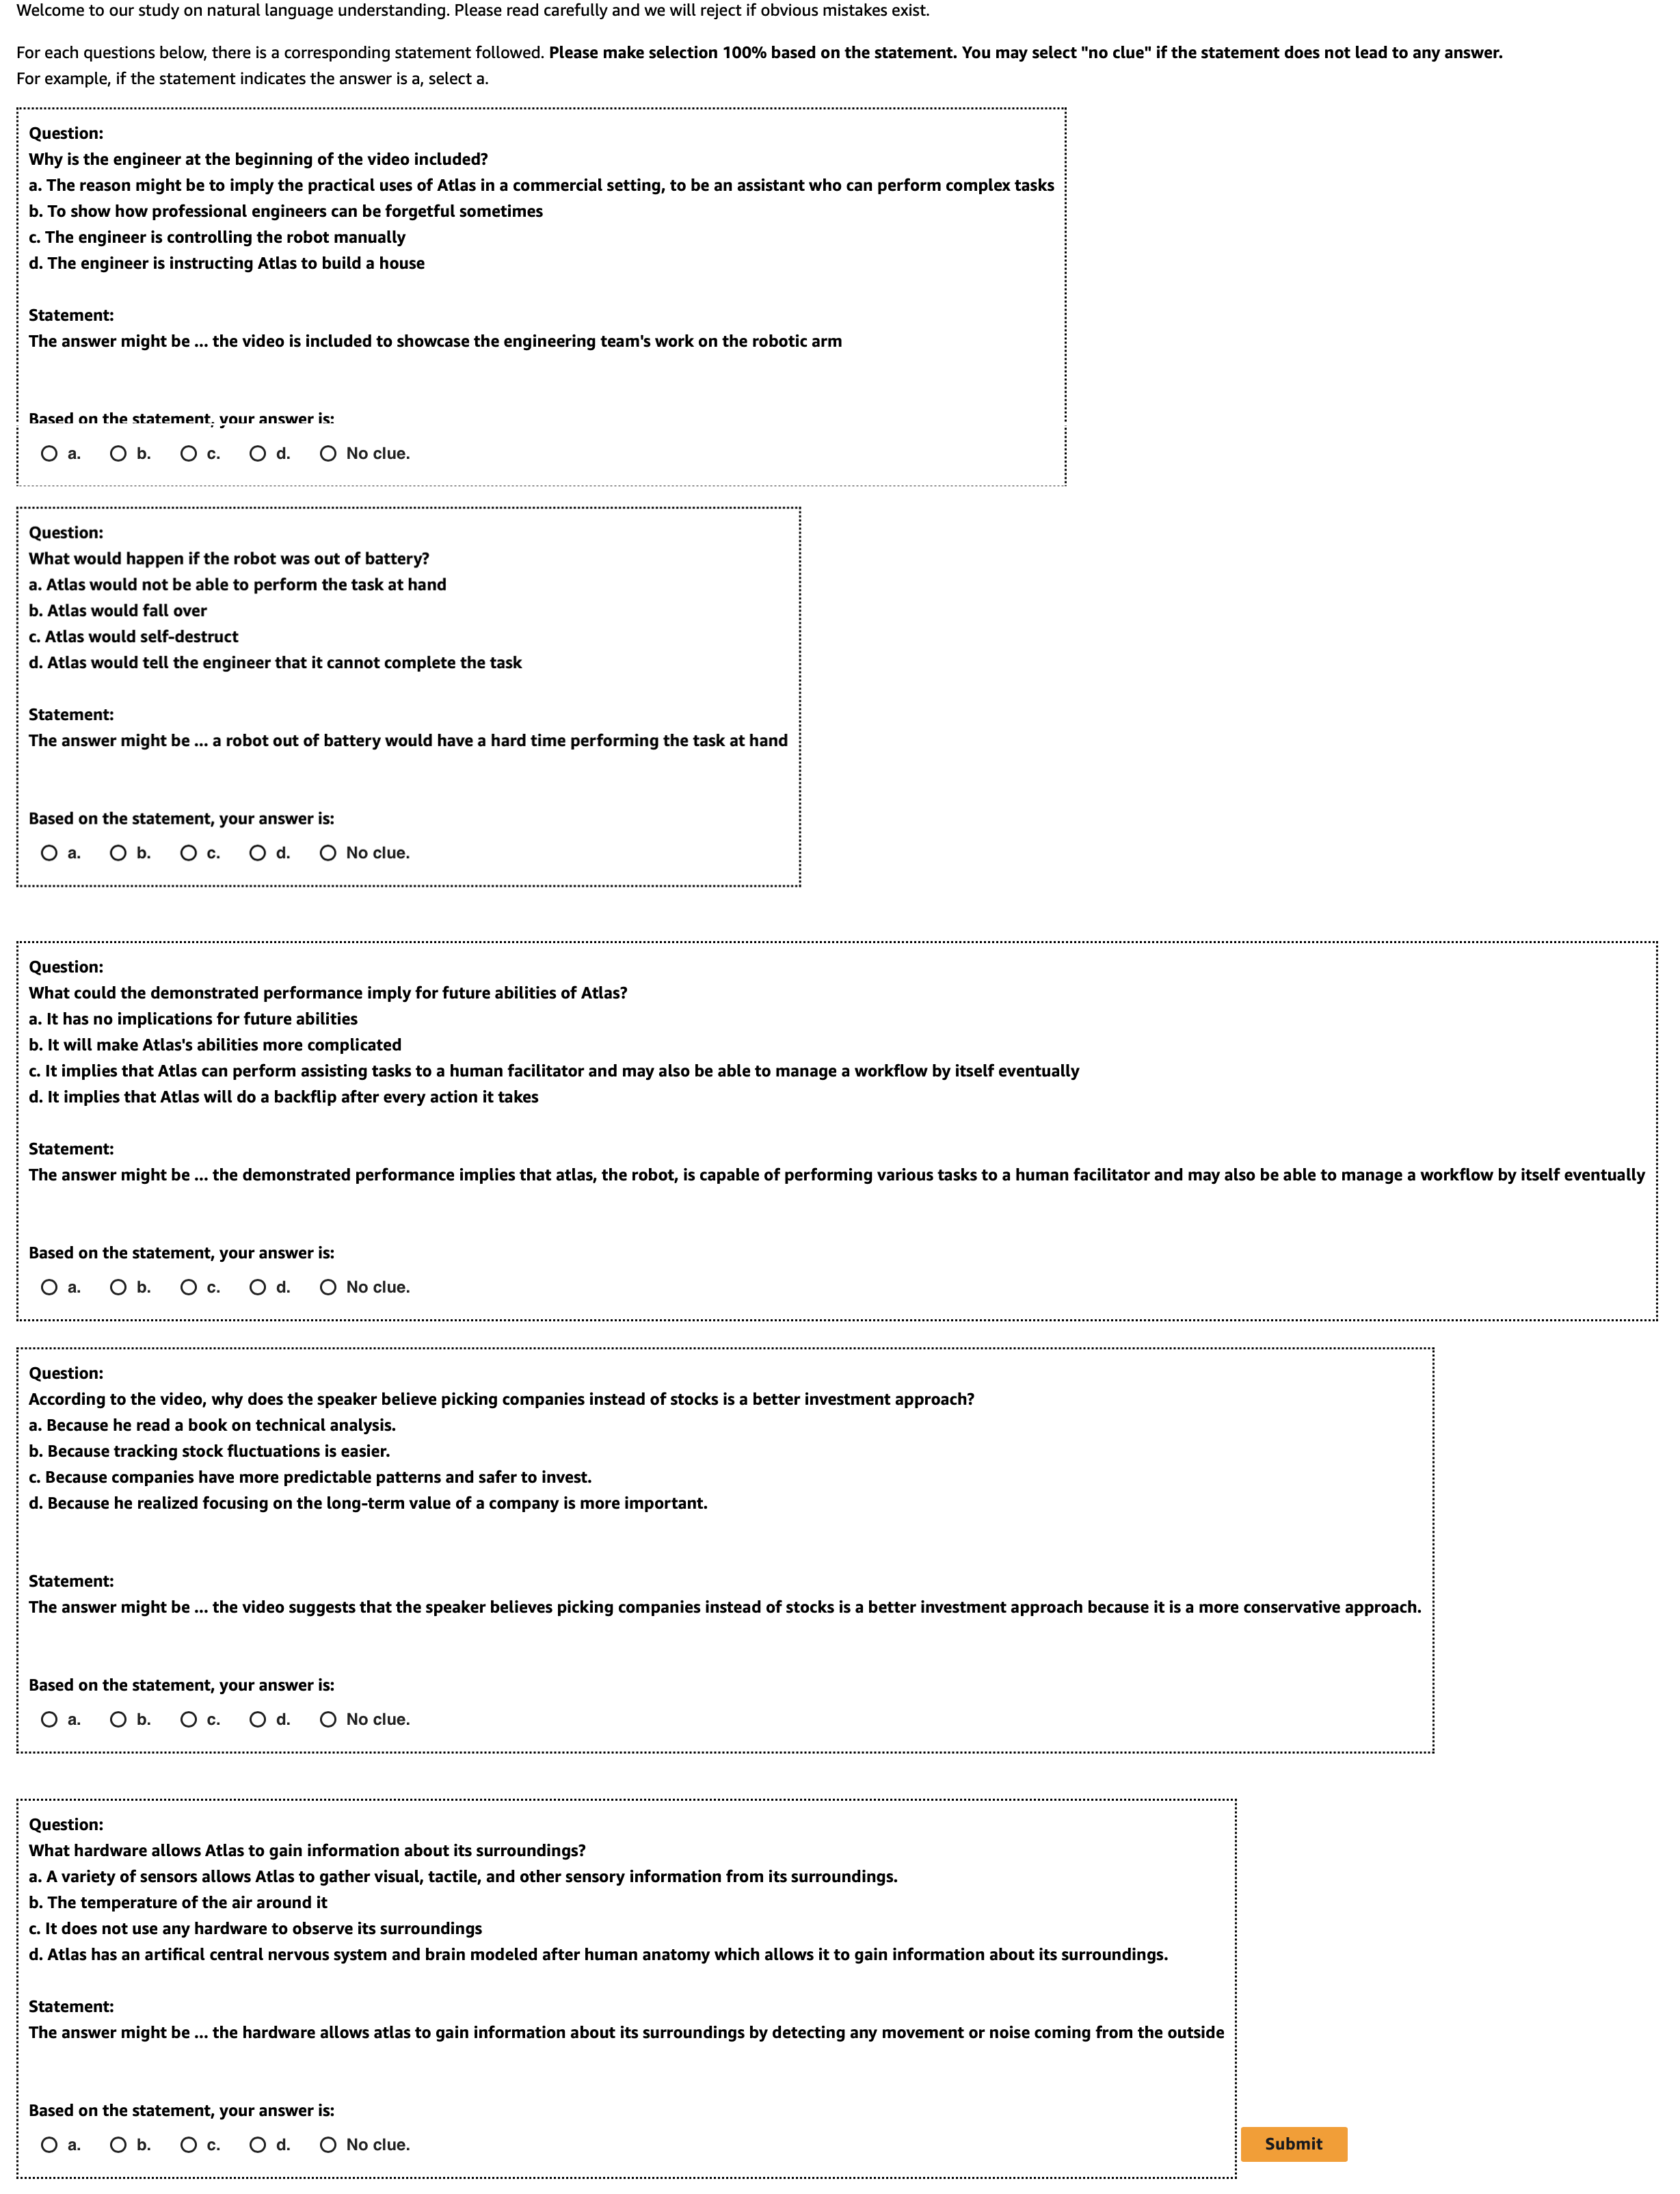 Welcome to our study on natural language understanding. Please read carefully and we will reject if obvious mistakes exist.
For each questions below, there is a corresponding statement followed. Please make selection 100% based on the statement. You may select "no clue" if the statement does not lead to any answer.
For example, if the statement indicates the answer is a, select a.
Question:
Why is the engineer at the beginning of the video included?
a. The reason might be to imply the practical uses of Atlas in a commercial setting, to be an assistant who can perform complex tasks
b. To show how professional engineers can be forgetful sometimes
c. The engineer is controlling the robot manually
d. The engineer is instructing Atlas to build a house
Statement:
The answer might be ... the video is included to showcase the engineering team's work on the robotic arm
Based on the statement, your answer is:
a. b. c. d. No clue.
Question:
What would happen if the robot was out of battery?
a. Atlas would not be able to perform the task at hand
b. Atlas would fall over
c. Atlas would self-destruct
d. Atlas would tell the engineer that it cannot complete the task
Statement:
The answer might be ... a robot out of battery would have a hard time performing the task at hand
Based on the statement, your answer is:
a. b. c. d. No clue.
Question:
What could the demonstrated performance imply for future abilities of Atlas?
a. It has no implications for future abilities
b. It will make Atlas's abilities more complicated
c. It implies that Atlas can perform assisting tasks to a human facilitator and may also be able to manage a workflow by itself eventually
d. It implies that Atlas will do a backflip after every action it takes
Statement:
The answer might be ... the demonstrated performance implies that atlas, the robot, is capable of performing various tasks to a human facilitator and may also be able to manage a workflow by itself eventually
Based on the statement, your answer is:
a. b. c. d. No clue.
Question:
According to the video, why does the speaker believe picking companies instead of stocks is a better investment approach?
a. Because he read a book on technical analysis.
b. Because tracking stock fluctuations is easier.
c. Because companies have more predictable patterns and safer to invest.
d. Because he realized focusing on the long-term value of a company is more important.
Statement:
The answer might be ... the video suggests that the speaker believes picking companies instead of stocks is a better investment approach because it is a more conservative approach.
Based on the statement, your answer is:
a. b. c. d. No clue.
Question:
What hardware allows Atlas to gain information about its surroundings?
a. A variety of sensors allows Atlas to gather visual, tactile, and other sensory information from its surroundings.
b. The temperature of the air around it
c. It does not use any hardware to observe its surroundings
d. Atlas has an artifical central nervous system and brain modeled after human anatomy which allows it to gain information about its surroundings.
Statement:
The answer might be ... the hardware allows atlas to gain information about its surroundings by detecting any movement or noise coming from the outside
Based on the statement, your answer is:
a. b. c. d. No clue.
Submit